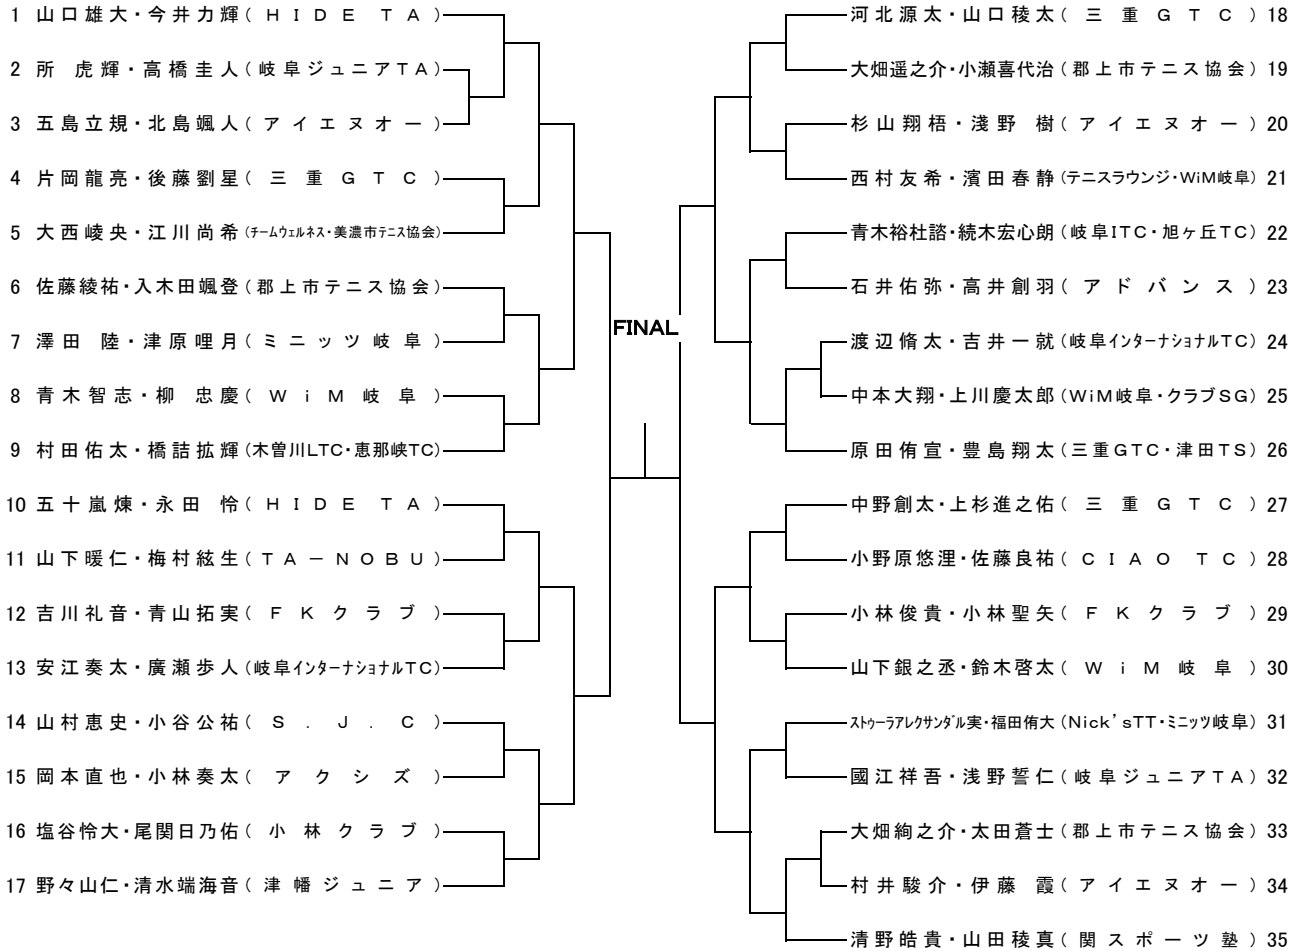 1 山口雄大・今井力輝(ＨＩＤＥ ＴＡ)
2 所 虎輝・高橋圭人(岐阜ジュニアＴＡ)
3 五島立規・北島颯人(アイエヌオー)
4 片岡龍亮・後藤劉星(三重ＧＴＣ)
5 大西崚央・江川尚希(ﾁｰﾑｳｪﾙﾈｽ・美濃市ﾃﾆｽ協会)
6 佐藤綾祐・入木田颯登(郡上市テニス協会)
7 澤田 陸・津原哩月(ミニッツ岐阜)
8 青木智志・柳 忠慶(ＷｉＭ岐阜)
9 村田佑太・橋詰拡輝(木曽川LTC・恵那峡TC)
10 五十嵐煉・永田 怜(ＨＩＤＥ ＴＡ)
11 山下暖仁・梅村絃生(ＴＡ－ＮＯＢＵ)
12 吉川礼音・青山拓実(ＦＫクラブ)
13 安江奏太・廣瀬歩人(岐阜インターナショナルTC)
14 山村恵史・小谷公祐(Ｓ．Ｊ．Ｃ)
15 岡本直也・小林奏太(アクシズ)
16 塩谷怜大・尾関日乃佑(小林クラブ)
17 野々山仁・清水端海音(津幡ジュニア)
FINAL
河北源太・山口稜太(三重ＧＴＣ) 18
大畑遥之介・小瀬喜代治(郡上市テニス協会) 19
杉山翔梧・淺野 樹(アイエヌオー) 20
西村友希・濱田春静(テニスラウンジ・WiM岐阜) 21
青木裕杜諮・続木宏心朗(岐阜ITC・旭ヶ丘TC) 22
石井佑弥・高井創羽(アドバンス) 23
渡辺脩太・吉井一就(岐阜インターナショナルTC) 24
中本大翔・上川慶太郎(WiM岐阜・クラブSG) 25
原田侑宣・豊島翔太(三重GTC・津田TS) 26
中野創太・上杉進之佑(三重ＧＴＣ) 27
小野原悠浬・佐藤良祐(ＣＩＡＯ ＴＣ) 28
小林俊貴・小林聖矢(ＦＫクラブ) 29
山下銀之丞・鈴木啓太(ＷｉＭ岐阜) 30
ｽﾄｩｰﾗｱﾚｸｻﾝﾀﾞﾙ実・福田侑大(Nick'sTT・ミニッツ岐阜) 31
國江祥吾・浅野誓仁(岐阜ジュニアＴＡ) 32
大畑絢之介・太田蒼士(郡上市テニス協会) 33
村井駿介・伊藤 霞(アイエヌオー) 34
清野皓貴・山田稜真(関スポーツ塾) 35